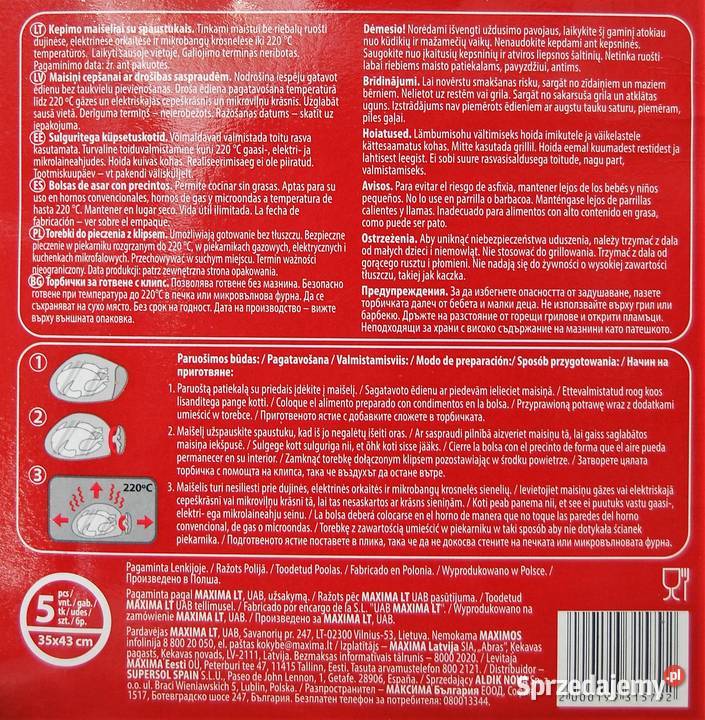 LT Kepimo maišeliai su spaustukais. Tinkami maistui be riebalų ruošti
dujinėse, elektrinėse orkaitėse ir mikrobangų krosnelėse iki 220 °C
temperatūros. Laikyti sausoje vietoje. Galiojimo terminas neribotas.
Pagaminimo data: žr. ant pakuotės.
LV Maisiņi cepšanai ar drošības saspraudēm. Nodrošina iespēju gatavot
ēdienu bez taukvielu pievienošanas. Droša ēdiena pagatavošana temperatūrā
līdz 220 °C gāzes un elektriskajās cepeškrāsnīs un mikroviļņu krāsnīs. Uzglabāt
sausā vietā. Derīguma termiņš – neierobežots. Ražošanas datums – skatīt uz
iepakojuma.
EE Sulguritega küpsetuskotid. Võimaldavad valmistada toitu rasva
kasutamata. Turvaline toiduvalmistamine kuni 220 °C gaasi-, elektri- ja
mikrolaineahjudes. Hoida kuivas kohas. Realiseerimisaeg ei ole piiratud.
Tootmiskuupäev – vt pakendi väliskuljelt.
ES Bolsas de asar con precintos. Permite cocinar sin grasas. Aptas para su
uso en hornos convencionales, hornos de gas y microondas a temperatura de
hasta 220 °C. Mantener en lugar seco. Vida útil ilimitada. La fecha de
fabricación – ver sobre el empaque.
PL Torebki do pieczenia z klipsem. Umożliwiają gotowanie bez tłuszczu. Bezpieczne
pieczenie w piekarniku rozgrzanym do 220 °C, w piekarnikach gazowych, elektrycznych i
kuchenkach mikrofalowych. Przechowywać w suchym miejscu. Termin ważności
nieograniczony. Data produkcji: patrz zewnętrzna strona opakowania.
BG Торбички за готвене с клипс. Позволява готвене без мазнина. Безопасно
готвене при температура до 220°C в печка или микровълнова фурна. Да се
съхраняват на сухо място. Без срок на годност. Дата на производство – вижте
върху външната опаковка.
Dėmesio! Norėdami išvengti uždusimo pavojaus, laikykite šį gaminį atokiau
nuo kūdikių ir mažamečių vaikų. Nenaudokite kepdami ant kepsninės.
Saugokite nuo įkaitusių kepsninių ir atviros liepsnos šaltinių. Netinka ruošti-
labai riebiems maisto patiekalams, pavyzdžiui, antims.
Brīdinājumi. Lai novērstu smakšanas risku, sargāt no zīdaiņiem un maziem
bērniem. Nelietot uz restēm vai grila. Sargāt no sakarsuša grila un atklātas
uguns. Izstrādājums nav piemērots ēdieniem ar augstu tauku saturu, piemēram,
pīles gaļai.
Hoiatused. Lämbumisohu vältimiseks hoida imikutele ja väikelastele
kättesaamatus kohas. Mitte kasutada grillil. Hoida eemal kuumadest restidest ja
lahtisest leegist. Ei sobi suure rasvasisaldusega toitude, nagu part,
valmistamiseks.
Avisos. Para evitar el riesgo de asfixia, mantener lejos de los bebés y niños
pequeños. No lo use en parrilla o barbacoa. Manténgase lejos de parrillas
calientes y llamas. Inadecuado para alimentos con alto contenido en grasa,
como puede ser pato.
Ostrzeżenia. Aby uniknąć niebezpieczeństwa uduszenia, należy trzymać z dala
od małych dzieci i niemowląt. Nie stosować do grillowania. Trzymać z dala od
gorącego rusztu i płomieni. Nie nadają się do żywności o wysokiej zawartości
tłuszczu, takiej jak kaczka.
Предупреждения. За да избегнете опасността от задушаване, пазете
торбичката далеч от бебета и малки деца. Не използвайте върху грил или
барбекю. Дръжте на разстояние от горещи грилове и открити пламъци.
Неподходящи за храни с високо съдържание на мазнини като патешкото.
Paruošimos būdas: / Pagatavošana / Valmistamisviis: / Modo de preparación:/ Sposób przygotowania: / Начин на
приготвяне:
1
1. Paruoštą patiekalą su priedais įdėkite į maišelį. / Sagatavoto ēdienu ar piedevām ielieciet maisiņā. / Ettevalmistatud roog koos
lisanditega pange kotti. / Coloque el alimento preparado con condimentos en la bolsa. / Przyprawioną potrawę wraz z dodatkami
umieścić w torebce. / Приготвеното ястие с добавките сложете в торбичката.
2
2. Maišelį užspauskite spaustuku, kad iš jo negalėtų išeiti oras. / Ar saspraudi pilnībā aizveriet maisiņu tā, lai gaiss saglabātos
maisiņa iekšpusē. / Sulgege kott sulguriga nii, et õhk kott sisse jääks. / Cierre la bolsa con el precinto de forma que el aire pueda
permanecer en su interior. / Zamknąć torebkę dołączonym klipsem pozostawiając w środku powietrze. / Затворете цялата
торбичка с помощта на клипса, така че въздухът да остане вътре.
3
220°C
3. Maišelis turi nesiliesti prie dujinės, elektrinės orkaitės ir mikrobangų krosnelės sienelių. / Ievietojiet maisiņu gāzes vai elektriskajā
cepeškrāsnī vai mikroviļņu krāsnī tā, lai tas nesaskartos ar krāsns sieniņām. / Koti peab panema nii, et see ei puutuks vastu gaasi-,
elektri- ega mikrolaineahju seinu. / La bolsa deberá colocarse en el horno de manera que no toque las paredes del horno
convencional, de gas o microondas. / Torebkę z zawartością umieścić w piekarniku w taki sposób aby nie dotykała ścianek
piekarnika. / Подготвеното ястие поставете в плика, така че да не докосва стените на печката или микровълновата фурна.
5 pcs/
vnt./gab./
tk/udes/
szt./бр.
35x43 cm
Pagaminta Lenkijoje. / Ražots Polijā. / Toodetud Poolas. / Fabricado en Polonia. / Wyprodukowano w Polsce. /
Произведено в Полша.
Pagaminta pagal MAXIMA LT, UAB, užsakymą. / Ražots pēc MAXIMA LT UAB pasūtījuma. / Toodetud
MAXIMA LT UAB tellimusel. / Fabricado por encargo de la S.L. "UAB MAXIMA LT". / Wyprodukowano na
zamówienie MAXIMA LT, UAB. / Произведено за MAXIMA LT, UAB.
Pardavėjas MAXIMA LT, UAB, Savanorių pr. 247, LT-02300 Vilnius-53, Lietuva. Nemokama MAXIMOS
infolinija 8 800 20 050, el. paštas kokybe@maxima.lt / Izplatītājs – MAXIMA Latvija SIA, „Abras", Ķekavas
pagasts, Ķekavas novads, LV-2111, Latvija. Bezmaksas informatīvais tālrunis – 8000 2020. / Levitaja
MAXIMA Eesti OÜ, Peterburi tee 47, 11415 Tallinn, Eesti. Tasuta arvamustelefon 800 2121 / Distribuidor –
SUPERSOL SPAIN S.L.U., Paseo de John Lennon, 1, Getafe. 28906, España. / Sprzedający ALDIK NOVA
o.o. ul. Braci Wieniawskich 5, Lublin, Polska. / Разпространител – МАКСИМА България ЕООД, Со
1517, Ботевградско шосе 247, България. Безплатен телефон за потребителя: 080013344.
2 000193 315792
Sprzedajemy.pl